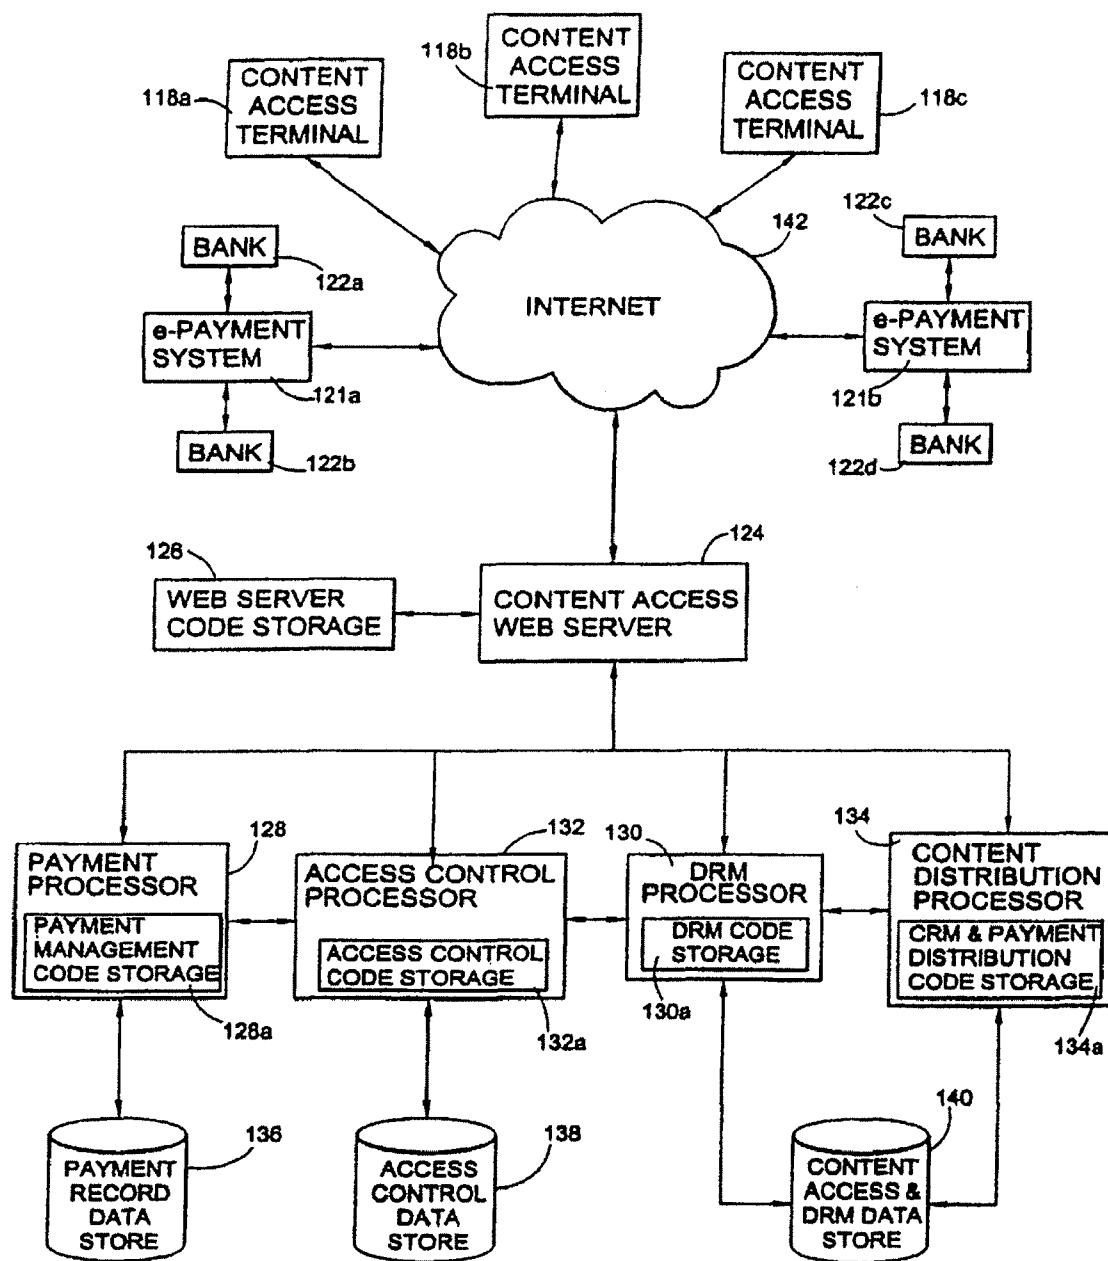 CONTENT
ACCESS
TERMINAL
118a
CONTENT
ACCESS
TERMINAL
118b
CONTENT
ACCESS
TERMINAL
118c
142
INTERNET
BANK
122a
e-PAYMENT
SYSTEM
121a
BANK
122b
122c
BANK
e-PAYMENT
SYSTEM
121b
BANK
122d
126
WEB SERVER
CODE STORAGE
124
CONTENT ACCESS
WEB SERVER
128
PAYMENT
PROCESSOR
PAYMENT
MANAGEMENT
CODE STORAGE
128a
132
ACCESS CONTROL
PROCESSOR
ACCESS CONTROL
CODE STORAGE
132a
130
DRM
PROCESSOR
DRM CODE
STORAGE
130a
134
CONTENT
DISTRIBUTION
PROCESSOR
CRM & PAYMENT
DISTRIBUTION
CODE STORAGE
134a
136
PAYMENT
RECORD
DATA
STORE
138
ACCESS
CONTROL
DATA
STORE
140
CONTENT
ACCESS &
DRM DATA
STORE